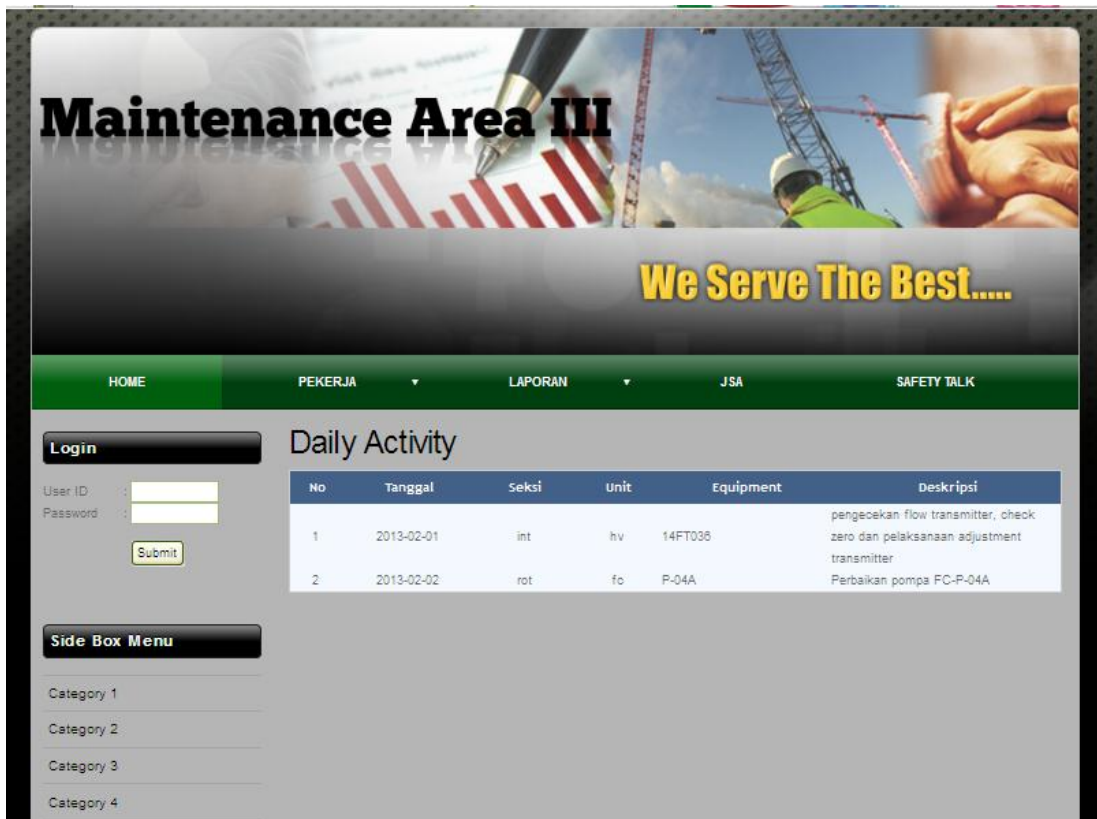 Maintenance Area III
We Serve The Best.....
HOME PEKERJA LAPORAN JSA SAFETY TALK
Login
User ID :
Password :
Submit
Side Box Menu
Category 1
Category 2
Category 3
Category 4
Daily Activity
No Tanggal Seksi Unit Equipment Deskripsi
1 2013-02-01 int hv 14FT036 pengecekan flow transmitter, check
zero dan pelaksanaan adjustment
transmitter
2 2013-02-02 rot fo P-04A Perbaikan pompa FC-P-04A